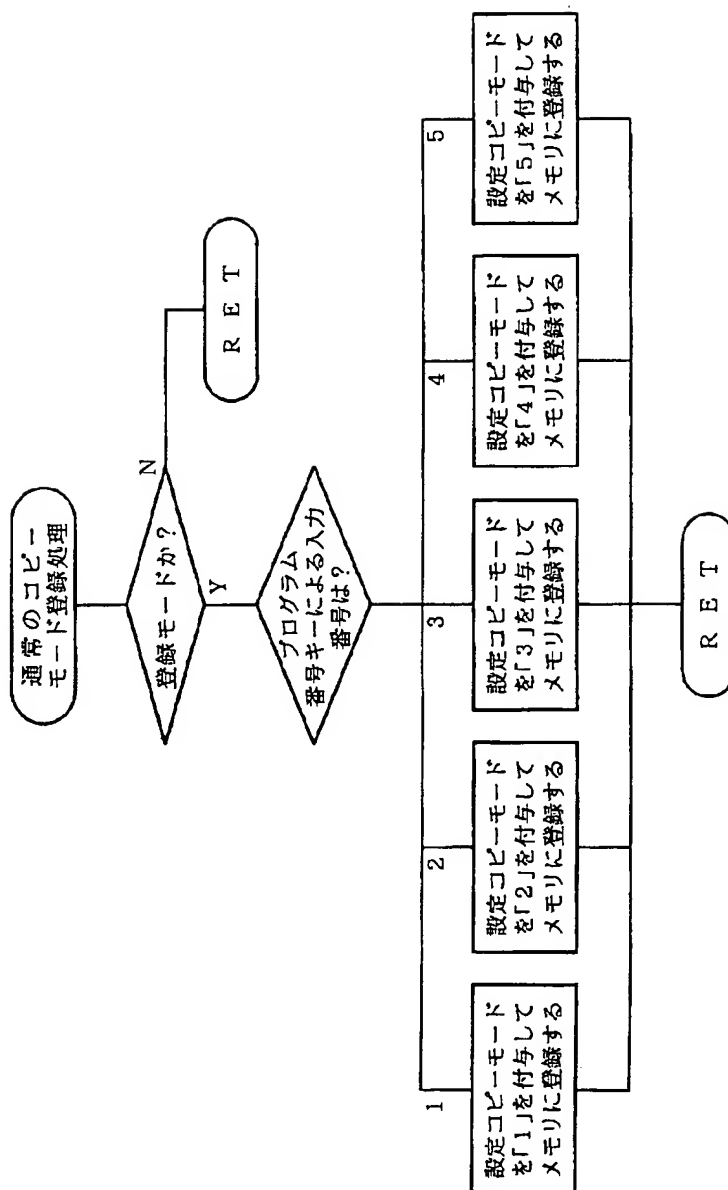 通常のコピー
モード登録処理
登録モードか?
N
RET
Y
プログラム
番号キーによる入力
番号は?
1
設定コピーモード
を「1」を付与して
メモリに登録する
2
設定コピーモード
を「2」を付与して
メモリに登録する
3
設定コピーモード
を「3」を付与して
メモリに登録する
4
設定コピーモード
を「4」を付与して
メモリに登録する
5
設定コピーモード
を「5」を付与して
メモリに登録する
RET